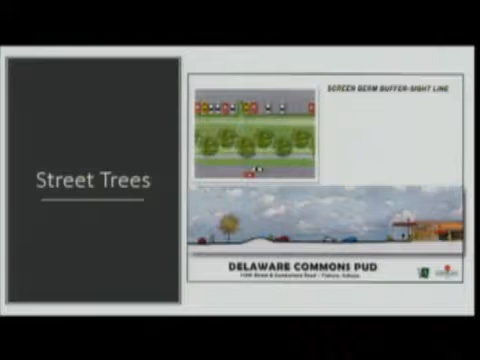 Street Trees
SCREEN BERM BUFFER-SIGHT LINE
DELAWARE COMMONS PUD